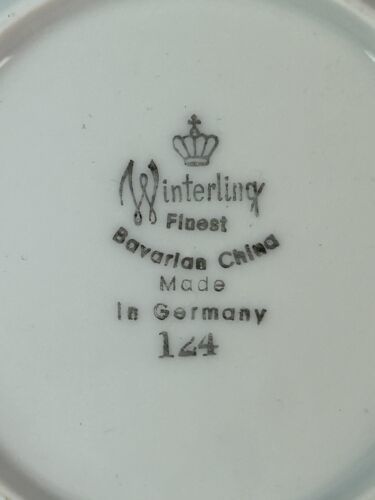 Winterling
Finest
Bavarian China
Made
in Germany
124